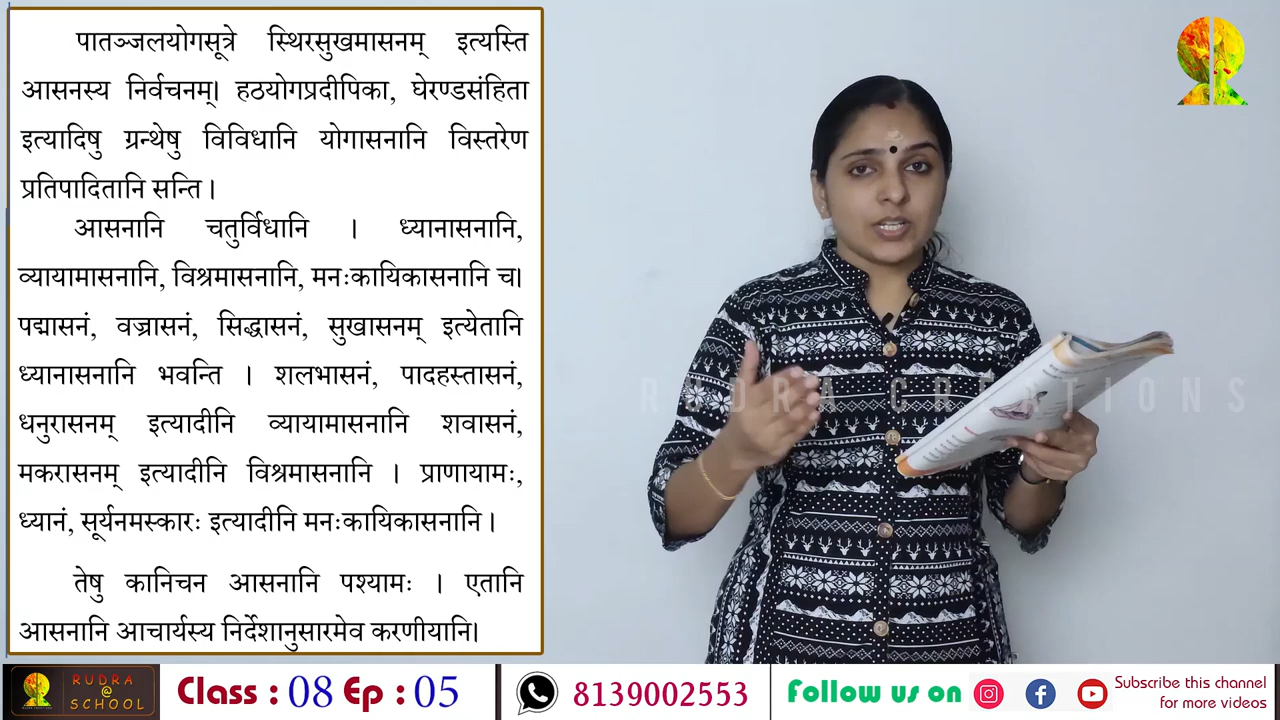 पातञ्जलयोगसूत्रे स्थिरसुखमासनम् इत्यस्ति
आसनस्य निर्वचनम्। हठयोगप्रदीपिका, घेरण्डसंहिता
इत्यादिषु ग्रन्थेषु विविधानि योगासनानि विस्तरेण
प्रतिपादितानि सन्ति ।
आसनानि चतुर्विधानि । ध्यानासनानि,
व्यायामासनानि, विश्रमासनानि, मनःकायिकासनानि च।
पद्मासनं, वज्रासनं, सिद्धासनं, सुखासनम् इत्येतानि
ध्यानासनानि भवन्ति । शलभासनं, पादहस्तासनं,
धनुरासनम् इत्यादीनि व्यायामासनानि शवासनं,
मकरासनम् इत्यादीनि विश्रमासनानि । प्राणायामः,
ध्यानं, सूर्यनमस्कारः इत्यादीनि मनःकायिकासनानि ।
तेषु कानिचन आसनानि पश्यामः । एतानि
आसनानि आचार्यस्य निर्देशानुसारमेव करणीयानि।
RUDRA CREATIONS
RUDRA
@
SCHOOL
Class : 08 Ep : 05
8139002553
Follow us on
Subscribe this channel
for more videos